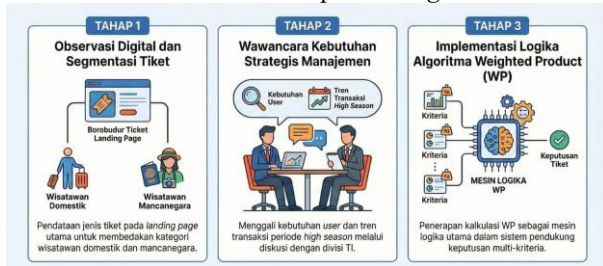 TAHAP 1
Observasi Digital dan
Segmentasi Tiket
Borobudur Ticket
Landing Page
Wisatawan
Domestik
Wisatawan
Mancanegara
Pendataan jenis tiket pada landing page
utama untuk membedakan kategori
wisatawan domestik dan mancanegara.
TAHAP 2
Wawancara Kebutuhan
Strategis Manajemen
Kebutuhan
User
Tren
Transaksi
High Season
Menggali kebutuhan user dan tren
transaksi periode high season melalui
diskusi dengan divisi TI.
TAHAP 3
Implementasi Logika
Algoritma Weighted Product
(WP)
Kriteria
Kriteria
Kriteria
MESIN LOGIKA
WP
Keputusan
Tiket
Penerapan kalkulasi WP sebagai mesin
logika utama dalam sistem pendukung
keputusan multi-kriteria.